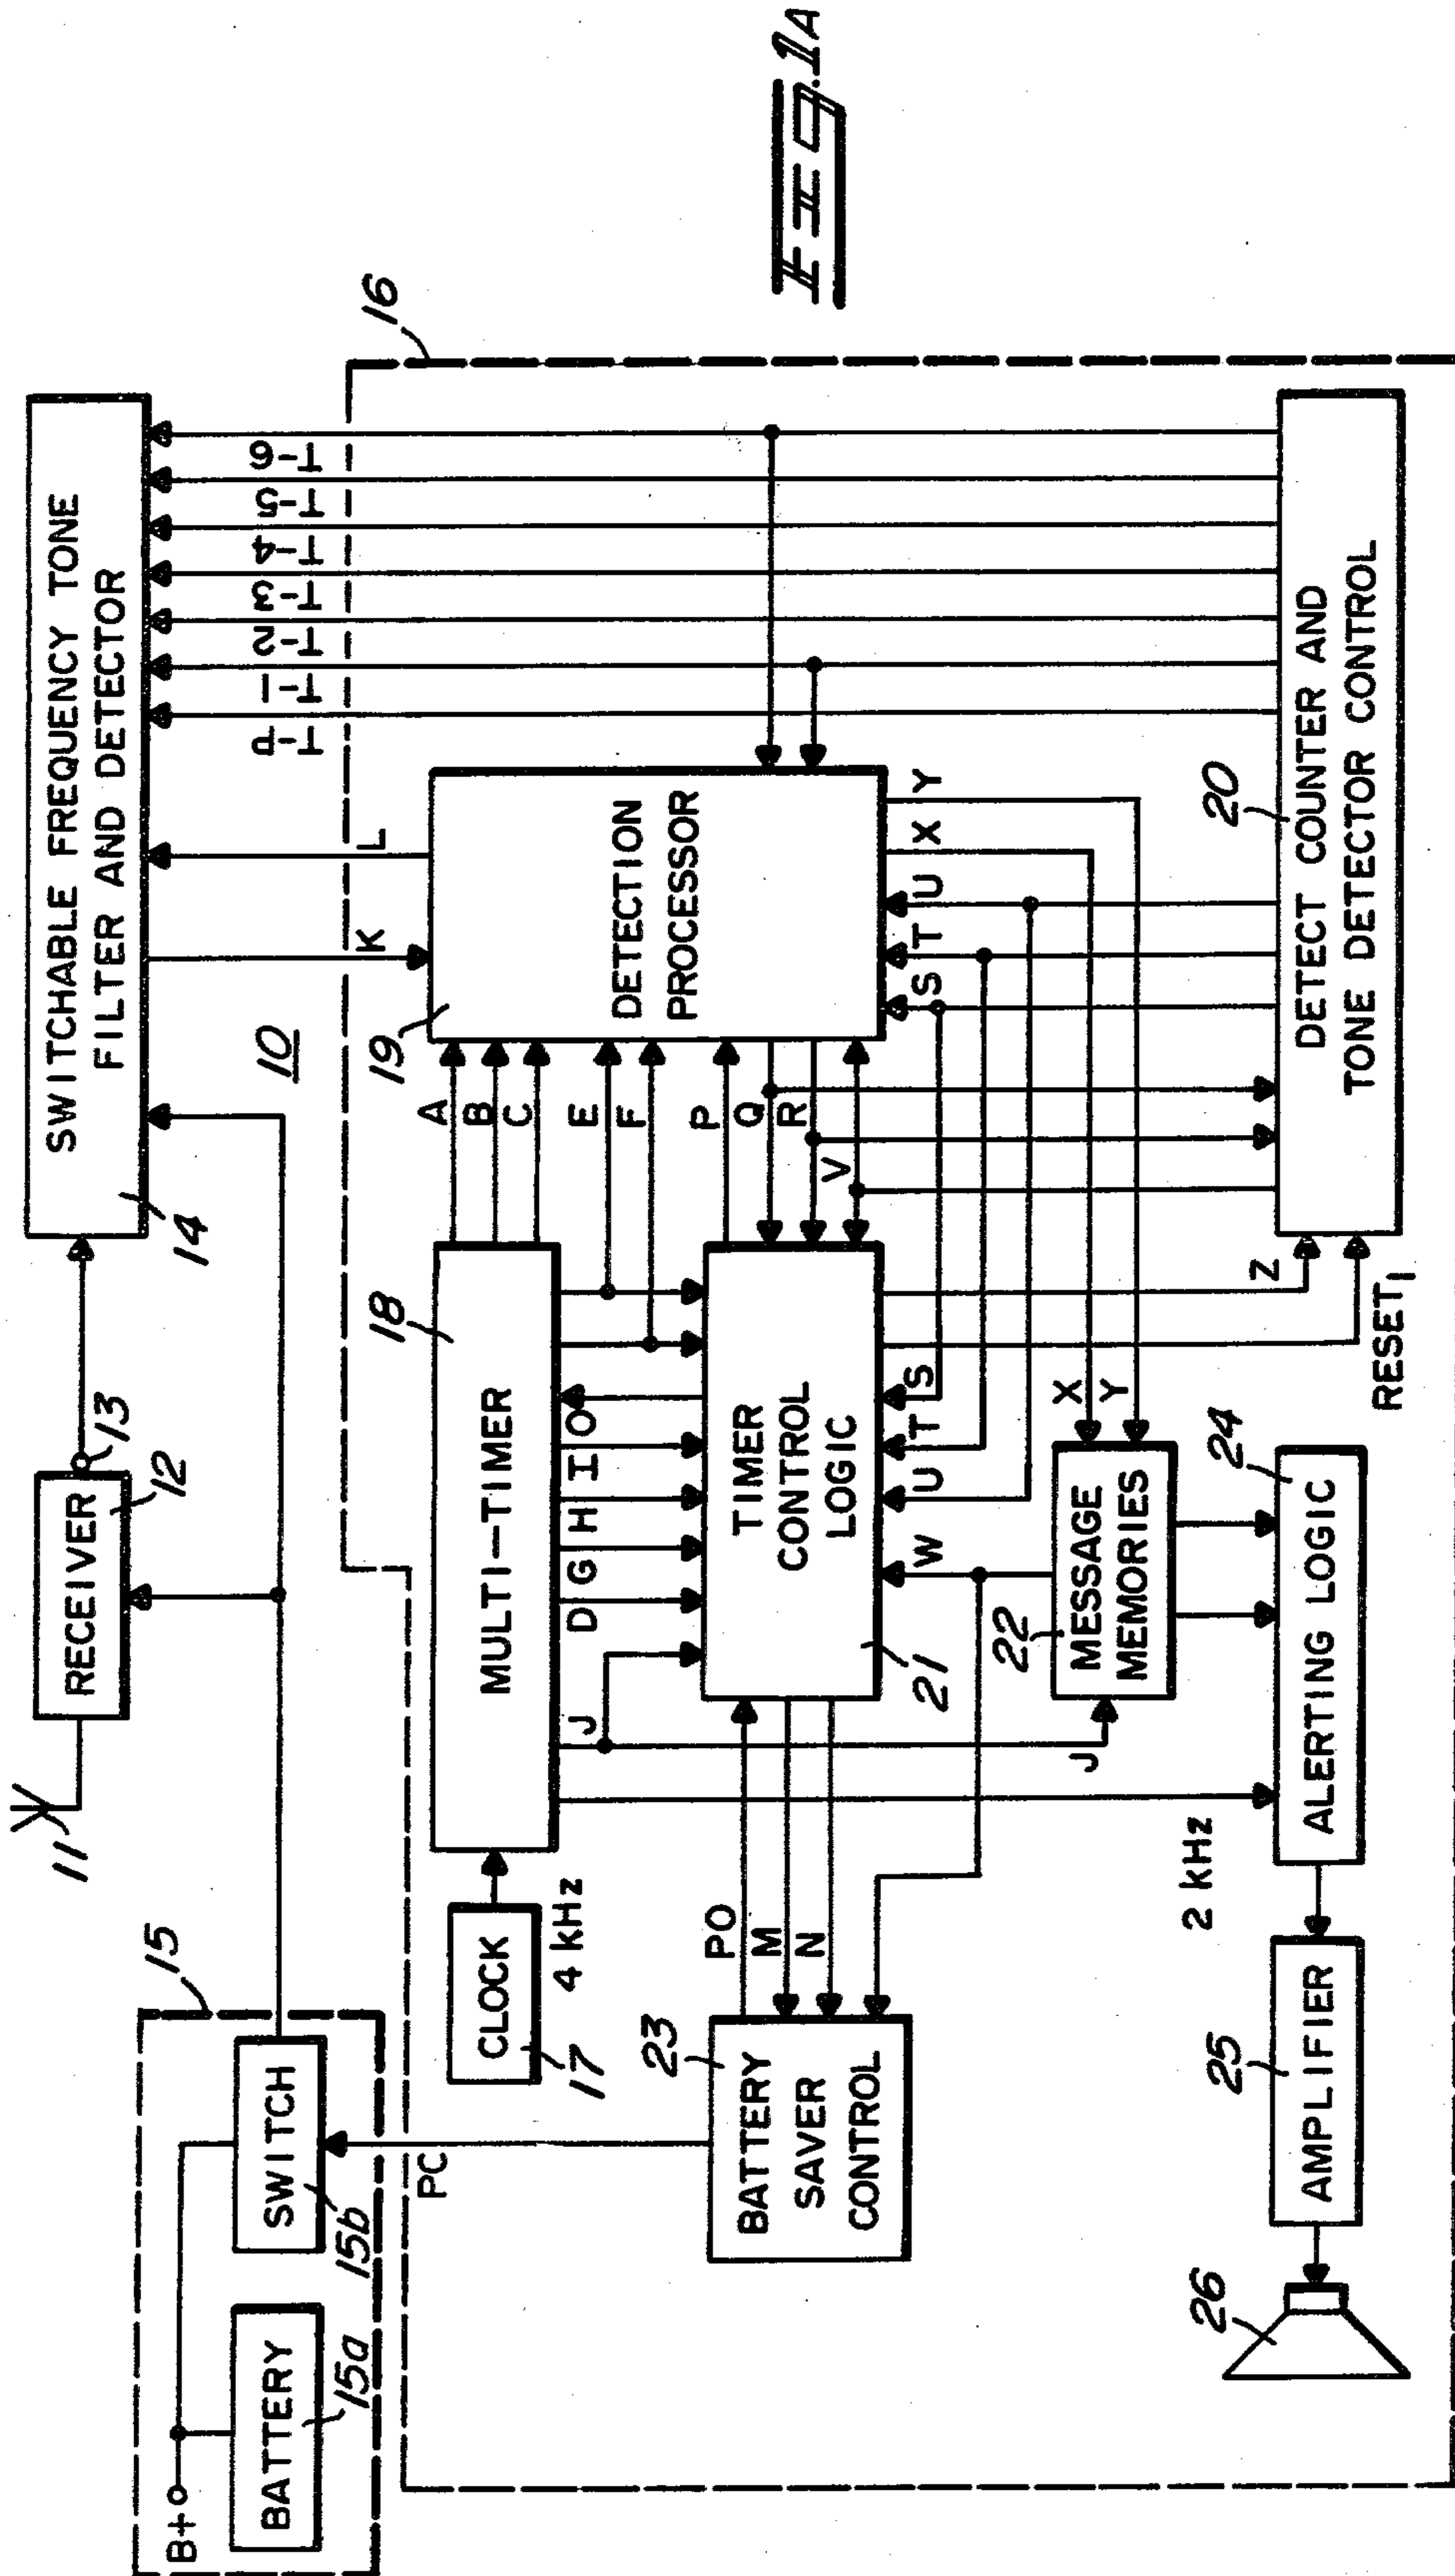 FIG. 1A
11
RECEIVER
12
13
SWITCHABLE FREQUENCY TONE
FILTER AND DETECTOR
14
10
15
B+
BATTERY
15a
SWITCH
15b
PC
16
L
K
T-P
T-1
T-2
T-3
T-4
T-5
T-6
CLOCK
17
4 kHz
MULTI-TIMER
18
A
B
C
E
F
J
D
G
H
I
O
DETECTION
PROCESSOR
19
P
Q
R
V
S
T
U
X
Y
BATTERY
SAVER
CONTROL
23
PO
M
N
TIMER
CONTROL
LOGIC
21
W
U
T
S
MESSAGE
MEMORIES
22
J
X
Y
Z
RESET1
DETECT COUNTER AND
TONE DETECTOR CONTROL
20
2 kHz
ALERTING LOGIC
24
AMPLIFIER
25
26